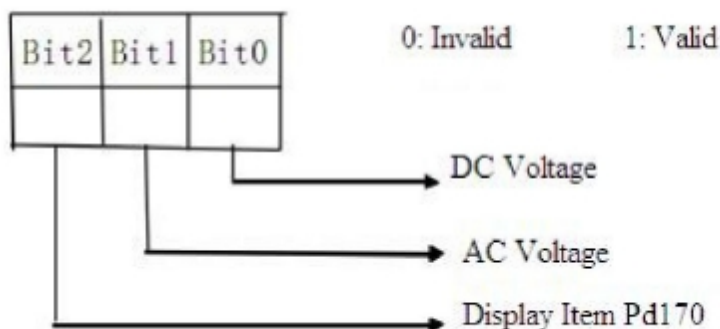 Bit2 Bit1 Bit0 0: Invalid 1: Valid
DC Voltage
AC Voltage
Display Item Pd170